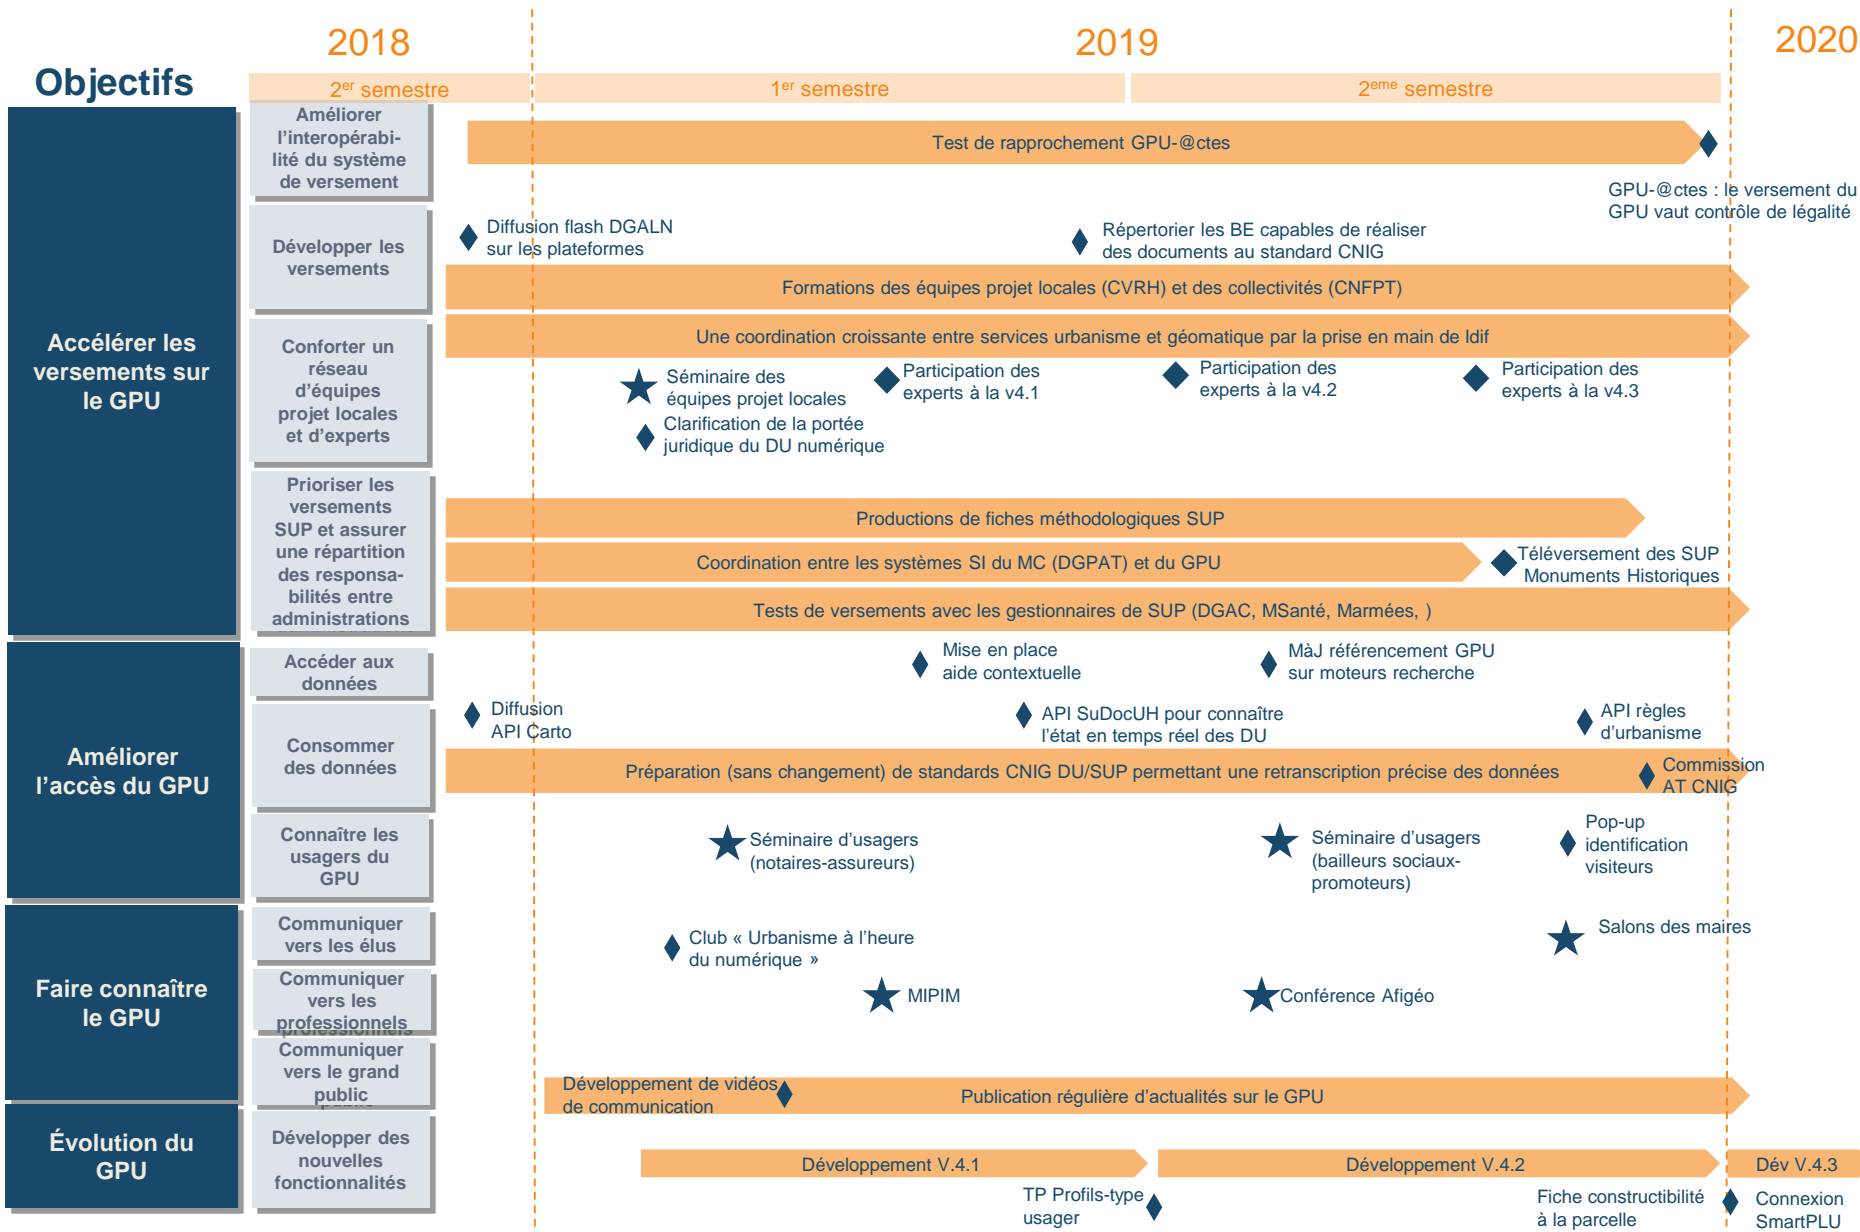 2018
2019
2020
Objectifs
2er semestre
1er semestre
2eme semestre
Accélérer les
versements sur
le GPU
Améliorer
l'interopérabi-
lité du système
de versement
Test de rapprochement GPU-@ctes
GPU-@ctes : le versement du
GPU vaut contrôle de légalité
Développer les
versements
Diffusion flash DGALN
sur les plateformes
Répertorier les BE capables de réaliser
des documents au standard CNIG
Formations des équipes projet locales (CVRH) et des collectivités (CNFPT)
Conforter un
réseau
d'équipes
projet locales
et d'experts
Une coordination croissante entre services urbanisme et géomatique par la prise en main de ldif
Séminaire des
équipes projet locales
Participation des
experts à la v4.1
Participation des
experts à la v4.2
Participation des
experts à la v4.3
Clarification de la portée
juridique du DU numérique
Prioriser les
versements
SUP et assurer
une répartition
des responsa-
bilités entre
administrations
Productions de fiches méthodologiques SUP
Coordination entre les systèmes SI du MC (DGPAT) et du GPU
Téléversement des SUP
Monuments Historiques
Tests de versements avec les gestionnaires de SUP (DGAC, MSanté, Marmées, )
Améliorer
l'accès du GPU
Accéder aux
données
Mise en place
aide contextuelle
MàJ référencement GPU
sur moteurs recherche
Consommer
des données
Diffusion
API Carto
API SuDocUH pour connaître
l'état en temps réel des DU
API règles
d'urbanisme
Préparation (sans changement) de standards CNIG DU/SUP permettant une retranscription précise des données
Commission
AT CNIG
Connaître les
usagers du
GPU
Séminaire d'usagers
(notaires-assureurs)
Séminaire d'usagers
(bailleurs sociaux-
promoteurs)
Pop-up
identification
visiteurs
Faire connaître
le GPU
Communiquer
vers les élus
Club « Urbanisme à l'heure
du numérique »
Salons des maires
Communiquer
vers les
professionnels
MIPIM
Conférence Afigéo
Communiquer
vers le grand
public
Développement de vidéos
de communication
Publication régulière d'actualités sur le GPU
Évolution du
GPU
Développer des
nouvelles
fonctionnalités
Développement V.4.1
Développement V.4.2
Dév V.4.3
TP Profils-type
usager
Fiche constructibilité
à la parcelle
Connexion
SmartPLU